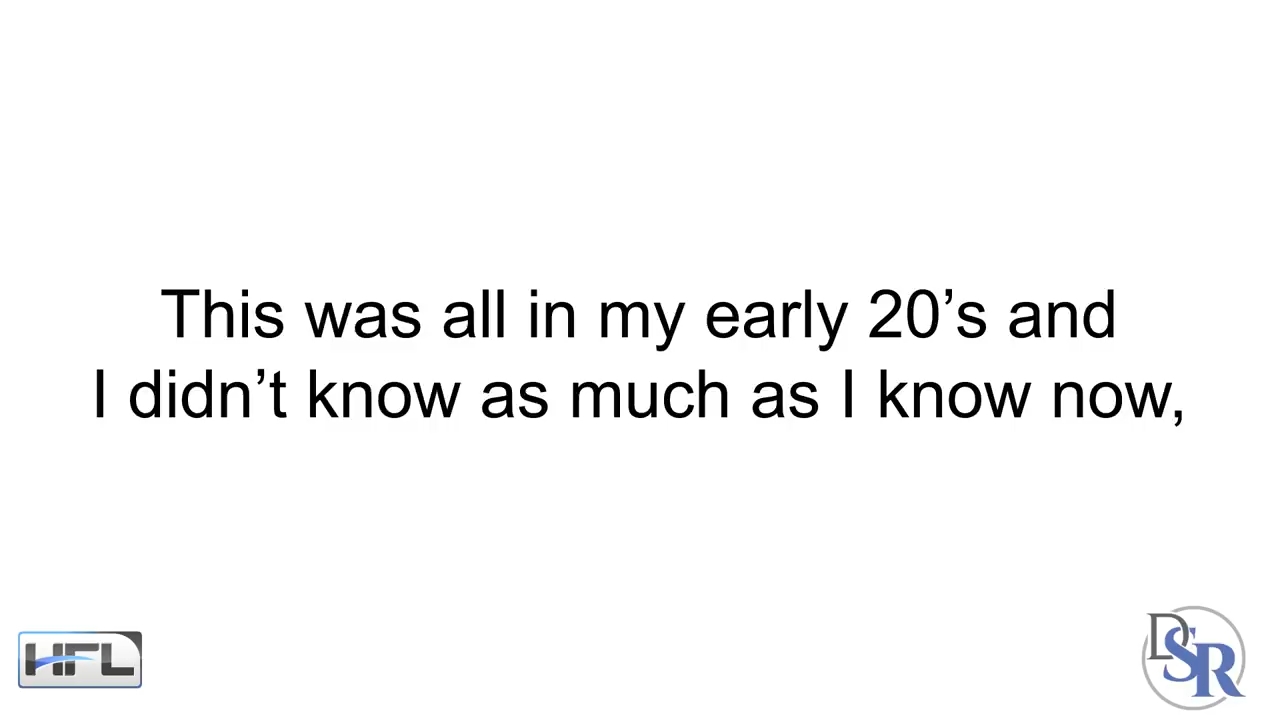 This was all in my early 20’s and
I didn’t know as much as I know now,
HFL
DSR